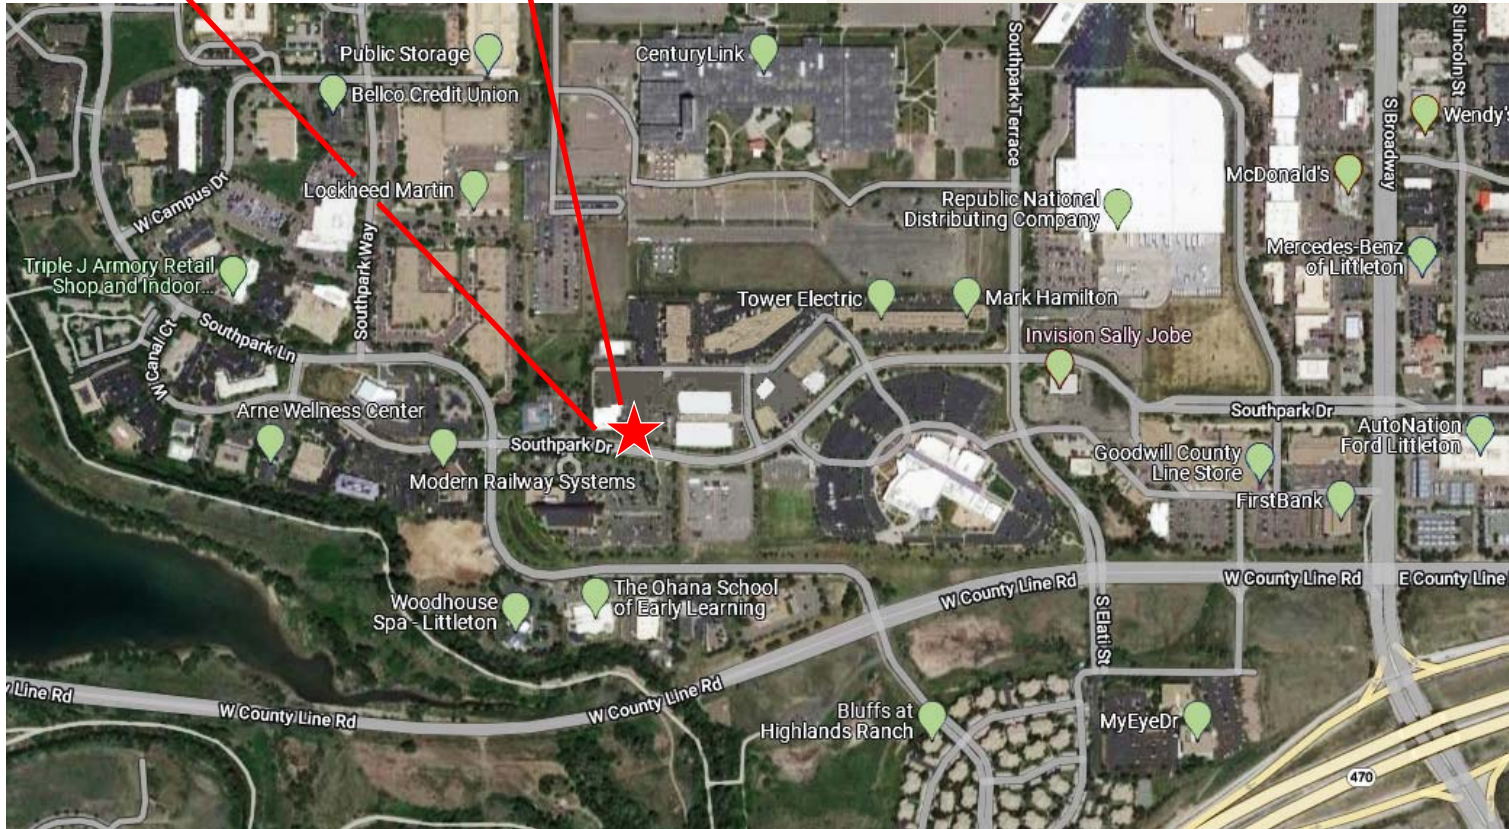 Public Storage
CenturyLink
Bellco Credit Union
Southpark Terrace
S Broadway
S Lincoln St
Wendy's
McDonald's
W Campus Dr
Lockheed Martin
Republic National
Distributing Company
Southpark Way
Mercedes-Benz
of Littleton
Triple J Armory Retail
Shop and Indoor...
Tower Electric
Mark Hamilton
Southpark Ln
W Canal Ct
Invision Sally Jobe
Arne Wellness Center
Southpark Dr
Southpark Dr
AutoNation
Ford Littleton
Goodwill County
Line Store
Modern Railway Systems
FirstBank
W County Line Rd
W County Line Rd
E County Line
The Ohana School
of Early Learning
Woodhouse
Spa - Littleton
S Elati St
y Line Rd
W County Line Rd
W County Line Rd
Bluffs at
Highlands Ranch
MyEyeDr
470